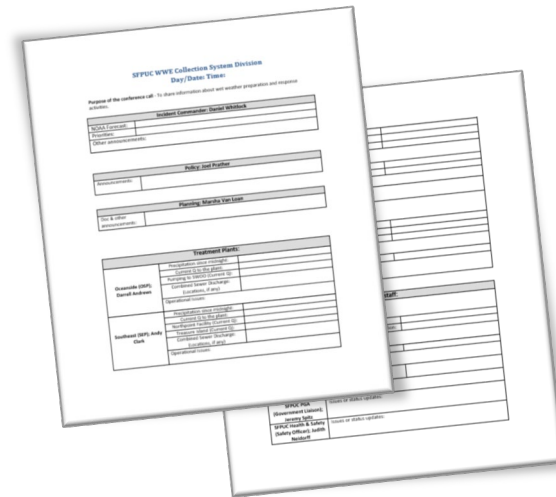 SFPUC WWE Collection System Division
Day/Date: Time:
Purpose of the conference call - To share information about wet weather preparation and response
activities.
Incident Commander: Daniel Whitlock
NOAA Forecast:
Priorities:
Other announcements:
Policy: Joel Prather
Announcements:
Planning: Marsha Van Loan
Doc & other
announcements:
Treatment Plants:
Oceanside (OSP);
Darrell Andrews
Precipitation since midnight:
Current Q to the plant:
Pumping to SWOO (Current Q):
Combined Sewer Discharge:
(Locations, if any)
Operational Issues:
Southeast (SEP); Andy
Clark
Precipitation since midnight:
Current Q to the plant:
Northpoint Facility (Current Q):
Treasure Island (Current Q):
Combined Sewer Discharge:
(Locations, if any)
Operational Issues:
staff:
(Government Liaison);
Jeremy Spitz
Issues or status updates:
SFPUC Health & Safety
(Safety Officer); Judith
Neidorff
Issues or status updates: